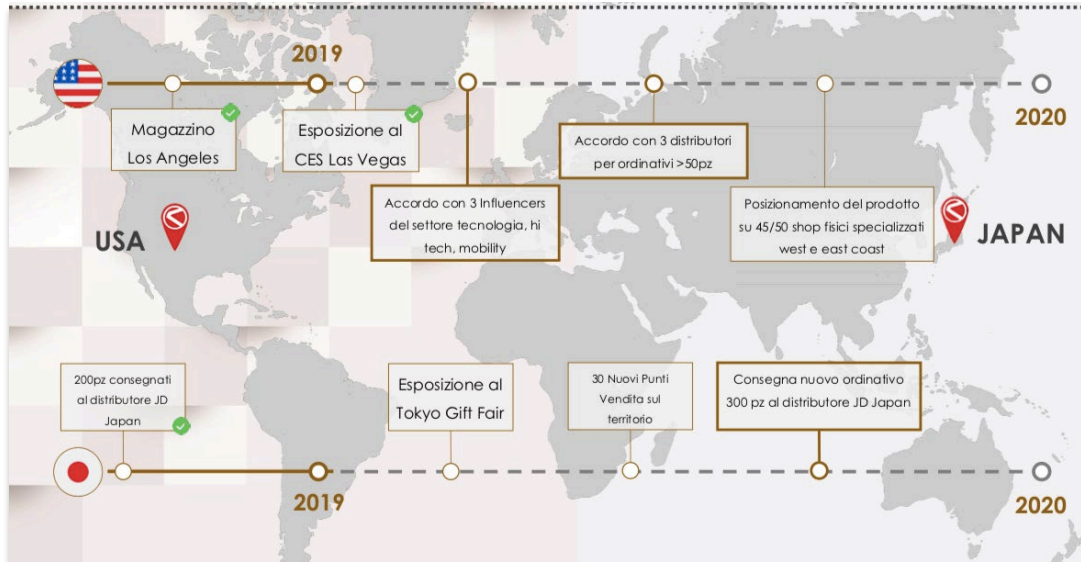 2019
2020
Magazzino
Los Angeles
Esposizione al
CES Las Vegas
Accordo con 3 Influencers
del settore tecnologia, hi
tech, mobility
Accordo con 3 distributori
per ordinativi >50pz
Posizionamento del prodotto
su 45/50 shop fisici specializzati
west e east coast
USA
JAPAN
200pz consegnati
al distributore JD
Japan
Esposizione al
Tokyo Gift Fair
30 Nuovi Punti
Vendita sul
territorio
Consegna nuovo ordinativo
300 pz al distributore JD Japan
2019
2020